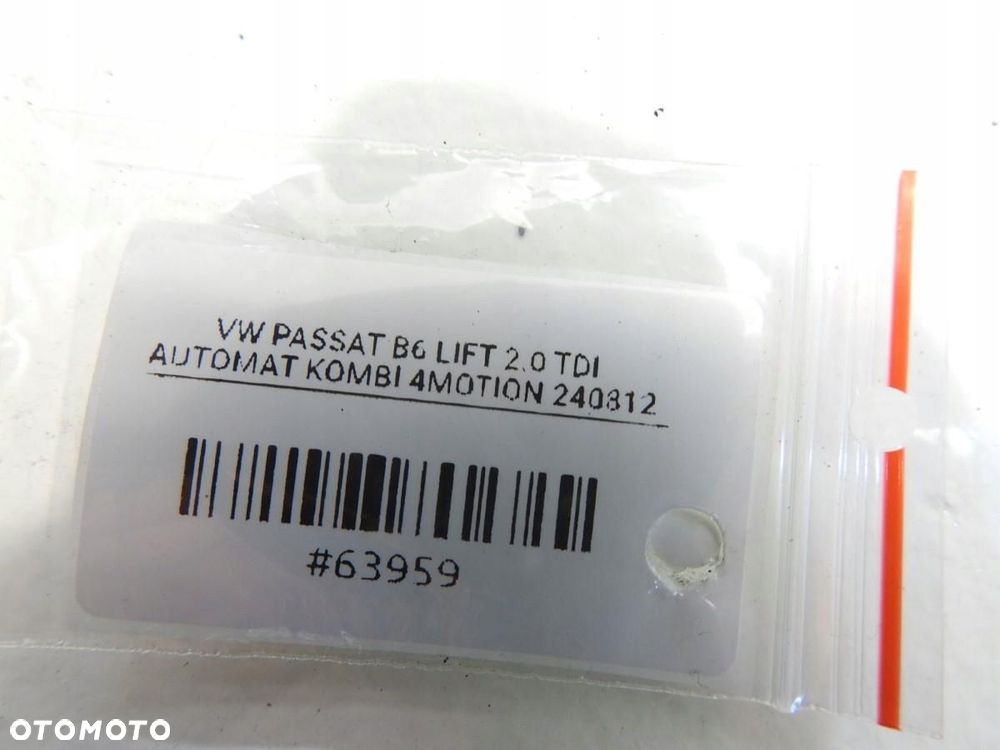 VW PASSAT B6 LIFT 2.0 TDI
AUTOMAT KOMBI 4MOTION 240812
#63959
OTOMOTO